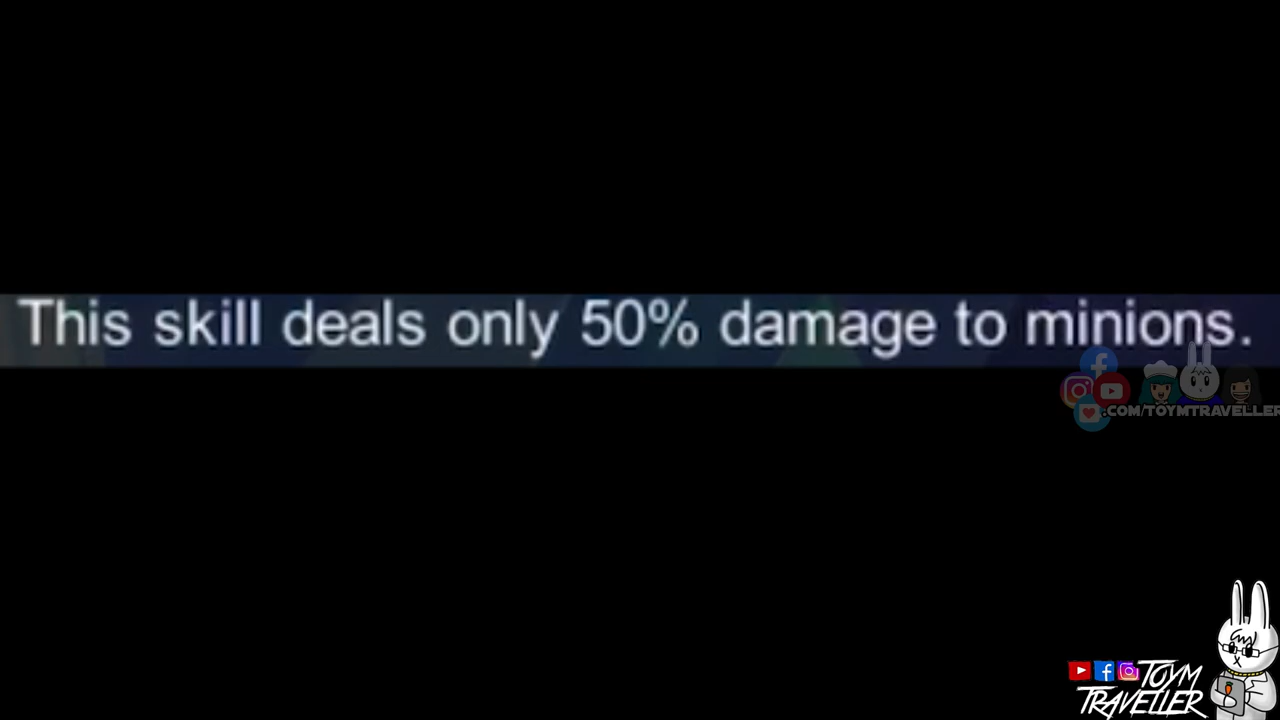 This skill deals only 50% damage to minions.
.COM/TOYMTRAVELLER
TOYM
TRAVELLER